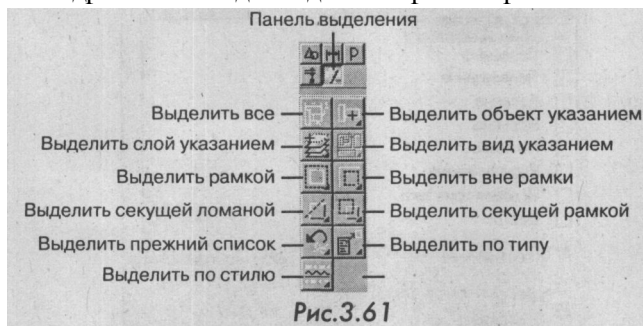 Панель выделения
Выделить все
Выделить объект указанием
Выделить слой указанием
Выделить вид указанием
Выделить рамкой
Выделить вне рамки
Выделить секущей ломаной
Выделить секущей рамкой
Выделить прежний список
Выделить по типу
Выделить по стилю
Рис.3.61